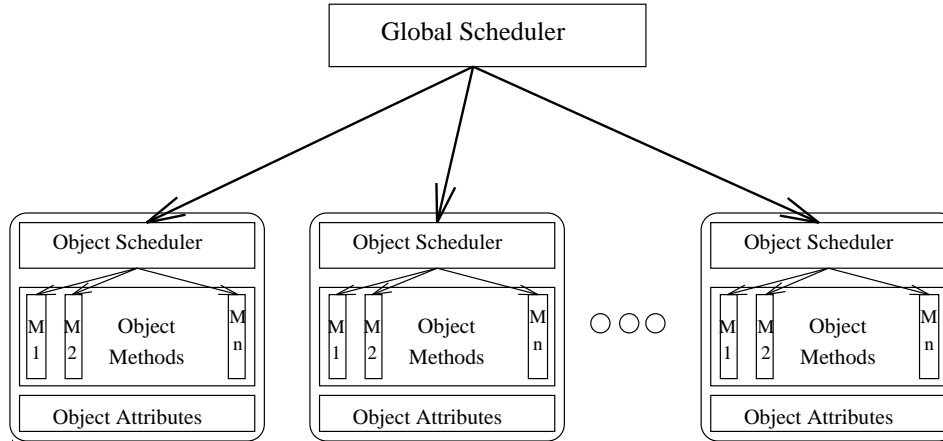 Global Scheduler
Object Scheduler
M
1
M
2
Object
Methods
M
n
Object Attributes
Object Scheduler
M
1
M
2
Object
Methods
M
n
Object Attributes
Object Scheduler
M
1
M
2
Object
Methods
M
n
Object Attributes